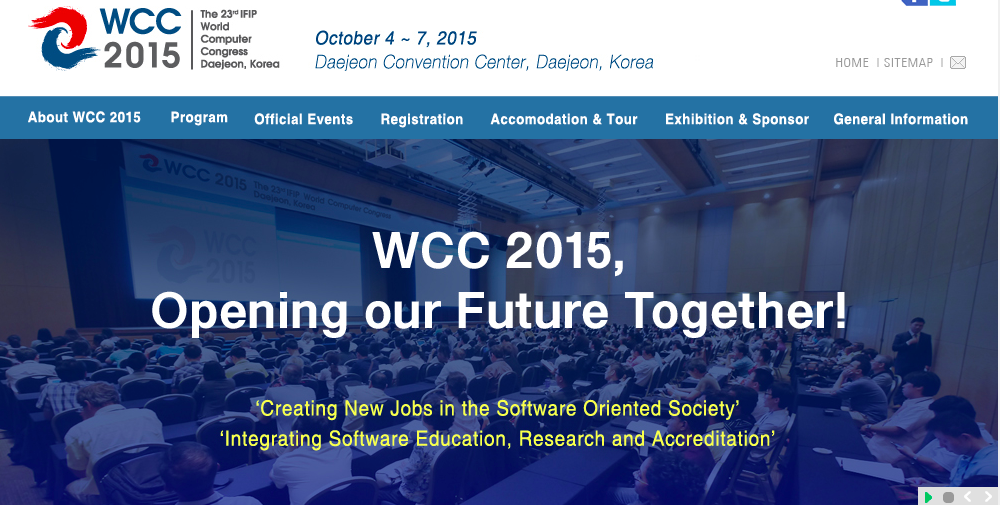 WCC
2015
The 23rd IFIP
World
Computer
Congress
Daejeon, Korea
October 4 ~ 7, 2015
Daejeon Convention Center, Daejeon, Korea
HOME | SITEMAP |
About WCC 2015 Program Official Events Registration Accomodation & Tour Exhibition & Sponsor General Information
WCC 2015 The 23rd IFIP World Computer Congress
Daejeon, Korea
WCC
2015
WCC 2015,
Opening our Future Together!
‘Creating New Jobs in the Software Oriented Society’
‘Integrating Software Education, Research and Accreditation’